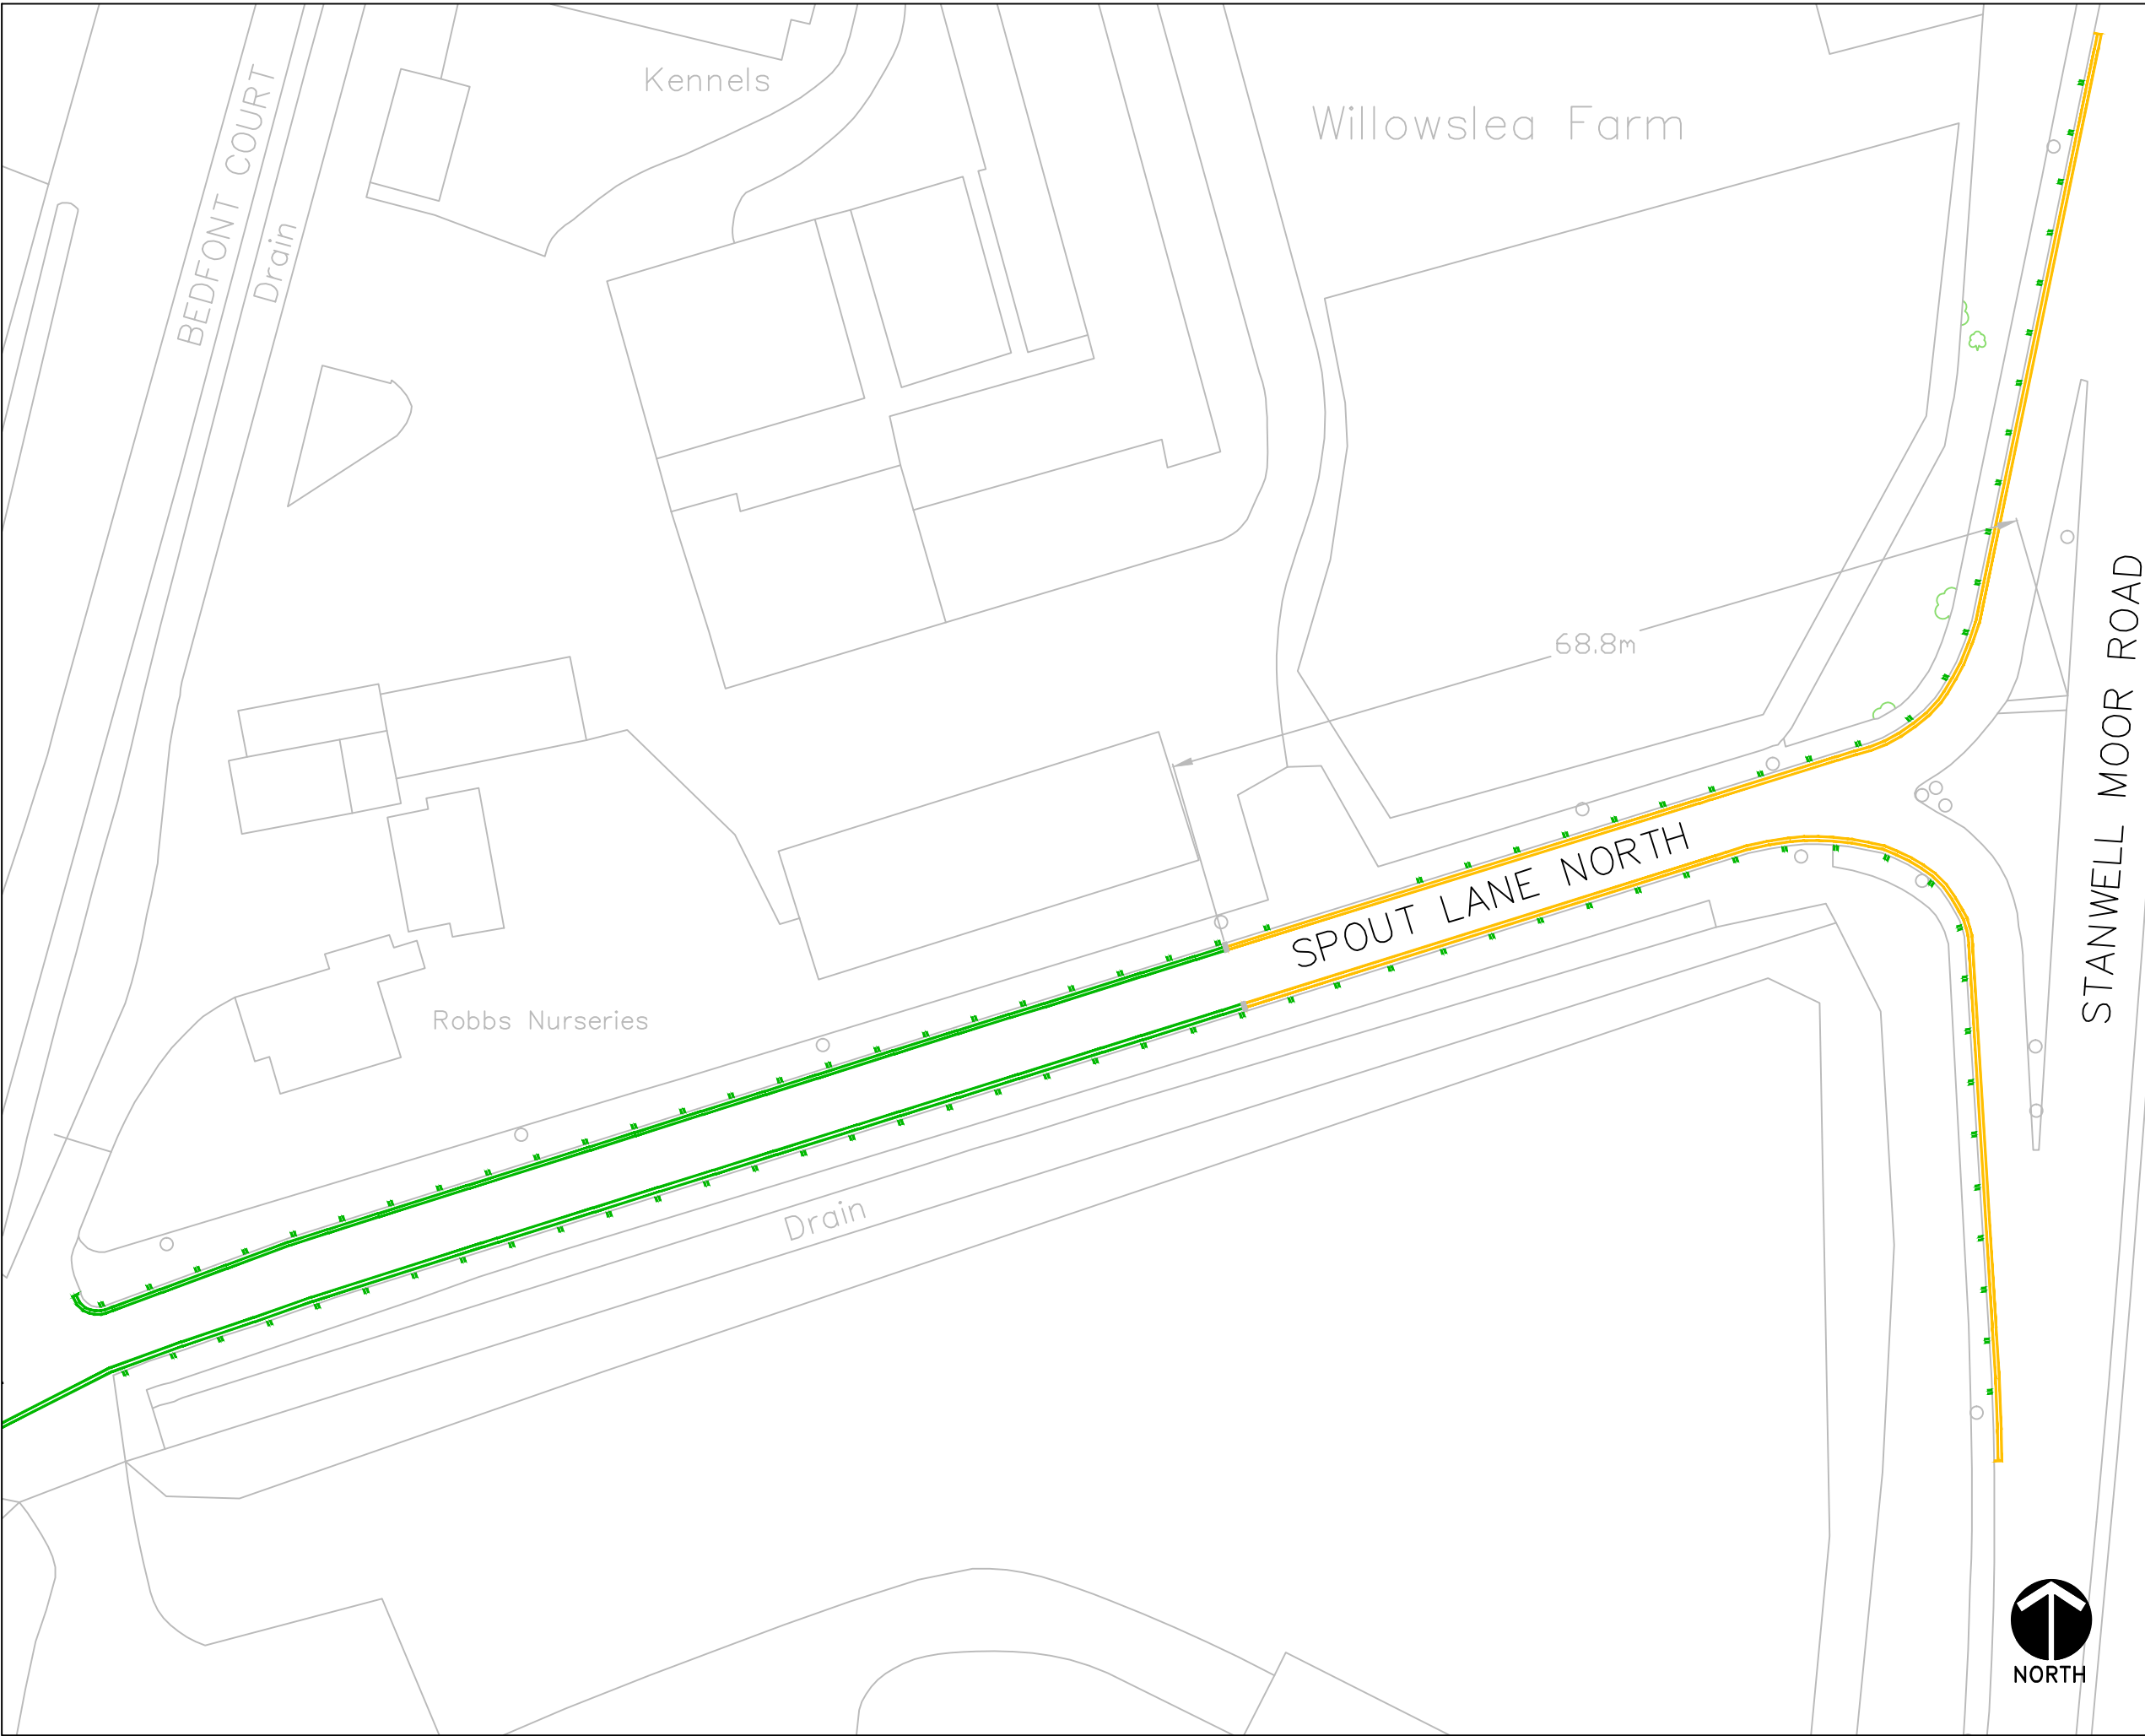 Kennels
Willowslea Farm
BEDFONT COURT
Drain
68.8m
STANWELL MOOR ROAD
SPOUT LANE NORTH
Robbs Nurseries
Drain
NORTH